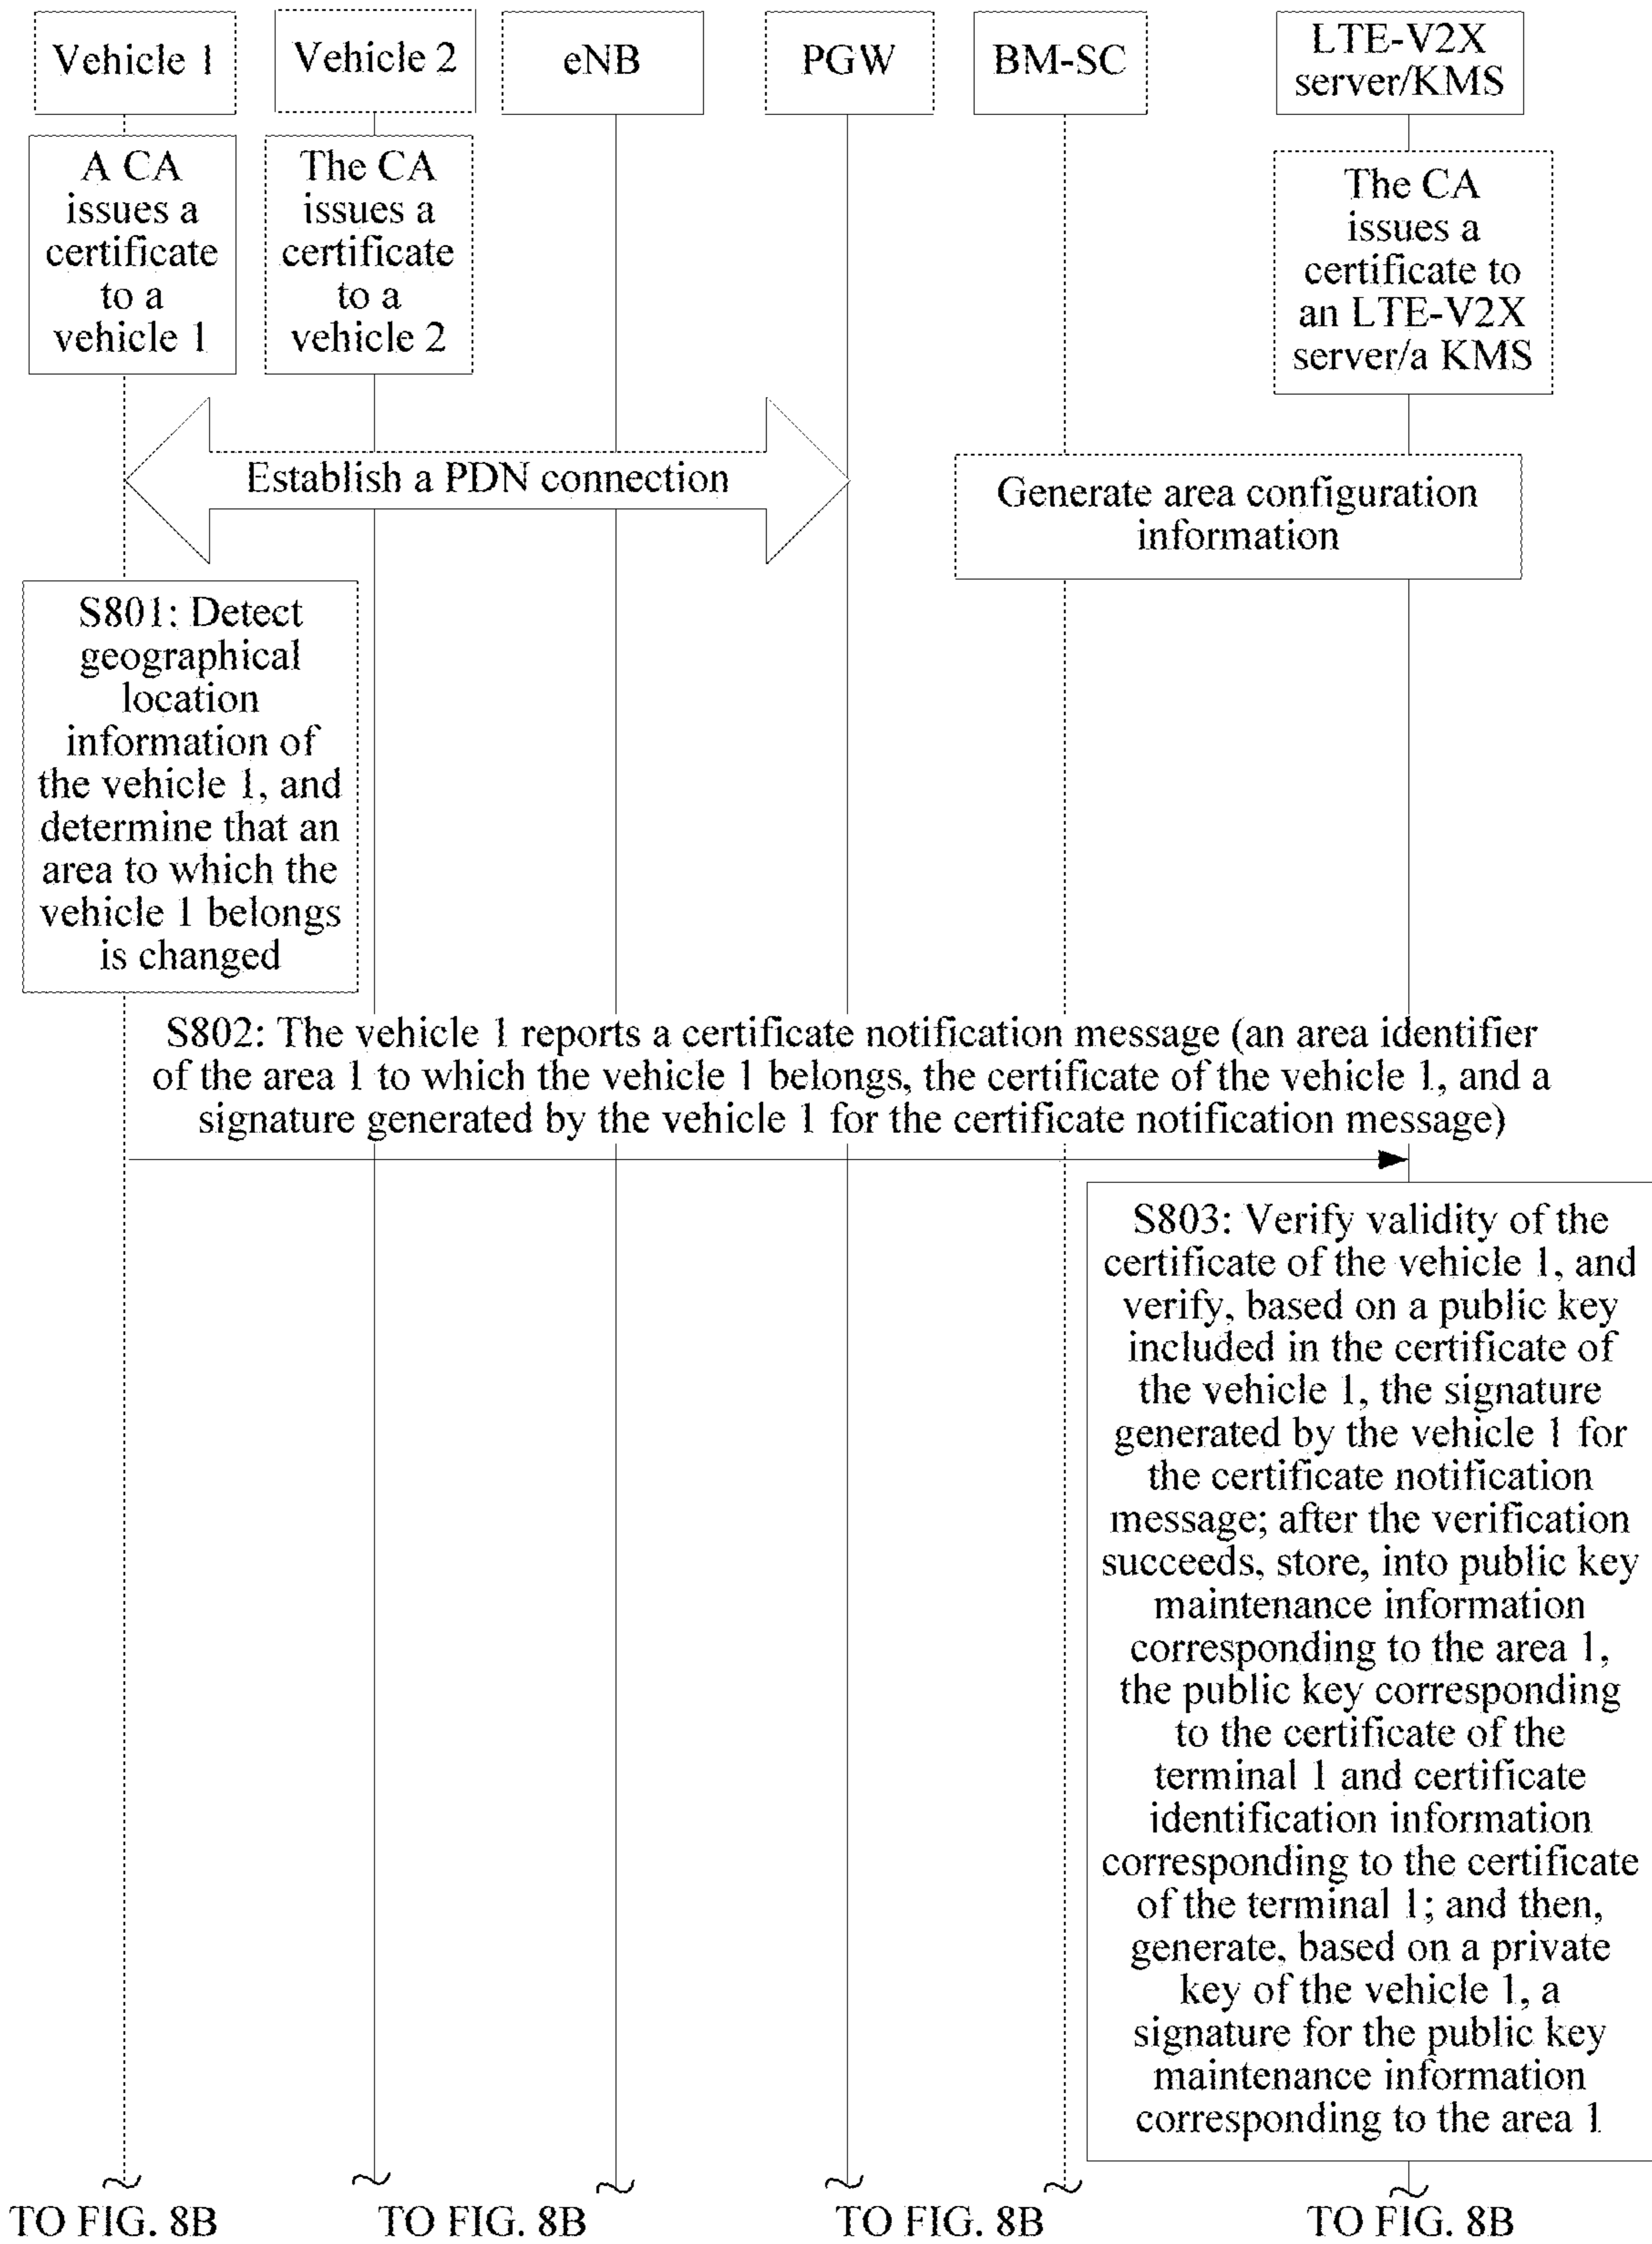 Vehicle 1
Vehicle 2
eNB
PGW
BM-SC
LTE-V2X
server/KMS
A CA
issues a
certificate
to a
vehicle 1
The CA
issues a
certificate
to a
vehicle 2
The CA
issues a
certificate to
an LTE-V2X
server/a KMS
Establish a PDN connection
Generate area configuration
information
S801: Detect
geographical
location
information of
the vehicle 1, and
determine that an
area to which the
vehicle 1 belongs
is changed
S802: The vehicle 1 reports a certificate notification message (an area identifier
of the area 1 to which the vehicle 1 belongs, the certificate of the vehicle 1, and a
signature generated by the vehicle 1 for the certificate notification message)
S803: Verify validity of the
certificate of the vehicle 1, and
verify, based on a public key
included in the certificate of
the vehicle 1, the signature
generated by the vehicle 1 for
the certificate notification
message; after the verification
succeeds, store, into public key
maintenance information
corresponding to the area 1,
the public key corresponding
to the certificate of the
terminal 1 and certificate
identification information
corresponding to the certificate
of the terminal 1; and then,
generate, based on a private
key of the vehicle 1, a
signature for the public key
maintenance information
corresponding to the area 1
TO FIG. 8B
TO FIG. 8B
TO FIG. 8B
TO FIG. 8B